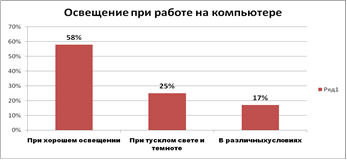 Освещение при работе на компьютере
70%
60%
50%
40%
30%
20%
10%
0%
58%
25%
17%
При хорошем освещении
При тусклом свете и
темноте
В различныхусловиях
Ряд1